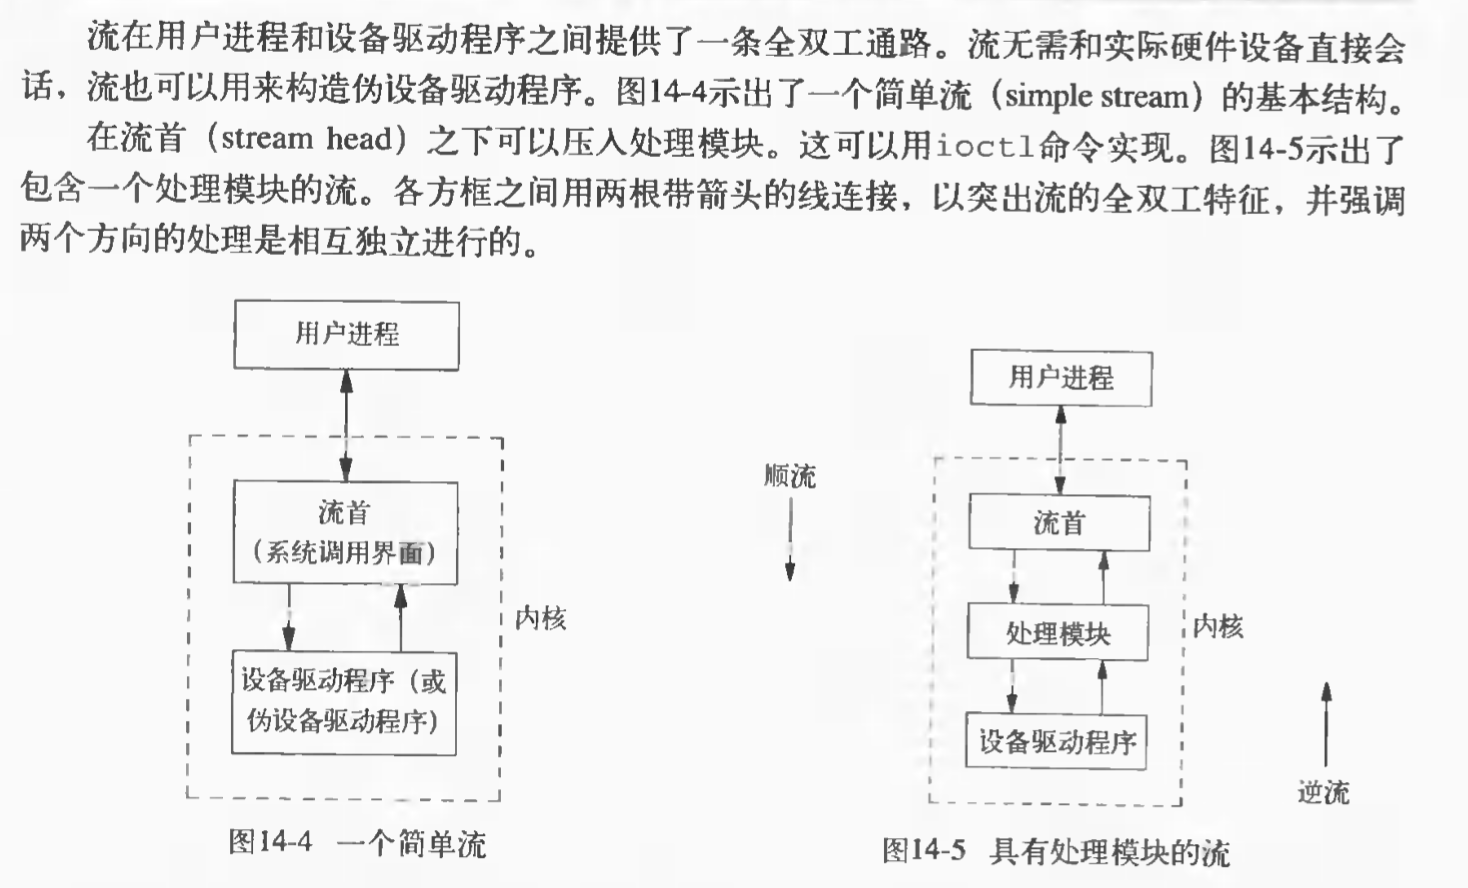 流在用户进程和设备驱动程序之间提供了一条全双工通路。流无需和实际硬件设备直接会
话，流也可以用来构造伪设备驱动程序。图14-4示出了一个简单流（simple stream）的基本结构。
在流首（stream head）之下可以压入处理模块。这可以用ioctl命令实现。图14-5示出了
包含一个处理模块的流。各方框之间用两根带箭头的线连接，以突出流的全双工特征，并强调
两个方向的处理是相互独立进行的。
用户进程
流首
（系统调用界面）
内核
设备驱动程序（或
伪设备驱动程序）
图14-4 一个简单流
用户进程
顺流
流首
处理模块
内核
设备驱动程序
逆流
图14-5 具有处理模块的流